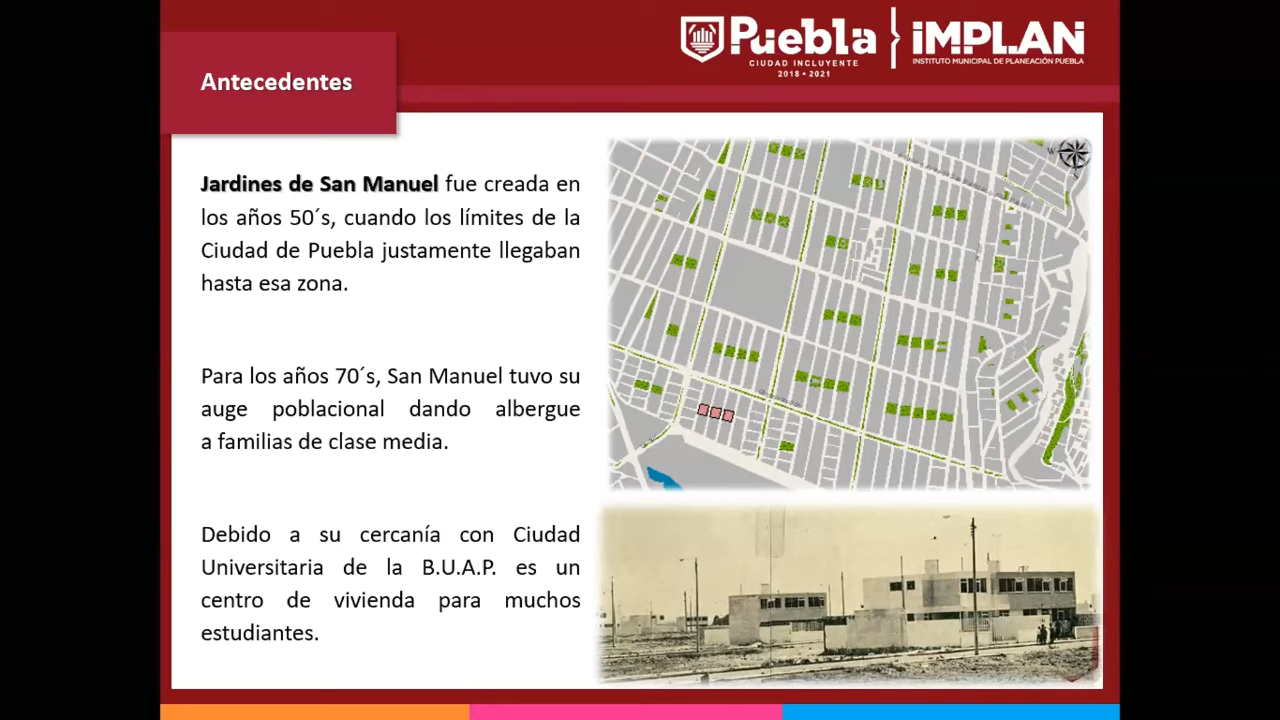 Puebla
CIUDAD INCLUYENTE
2018 • 2021
iMPLAN
INSTITUTO MUNICIPAL DE PLANEACIÓN PUEBLA
Antecedentes
Jardines de San Manuel fue creada en
los años 50´s, cuando los límites de la
Ciudad de Puebla justamente llegaban
hasta esa zona.
Para los años 70´s, San Manuel tuvo su
auge poblacional dando albergue
a familias de clase media.
Debido a su cercanía con Ciudad
Universitaria de la B.U.A.P. es un
centro de vivienda para muchos
estudiantes.